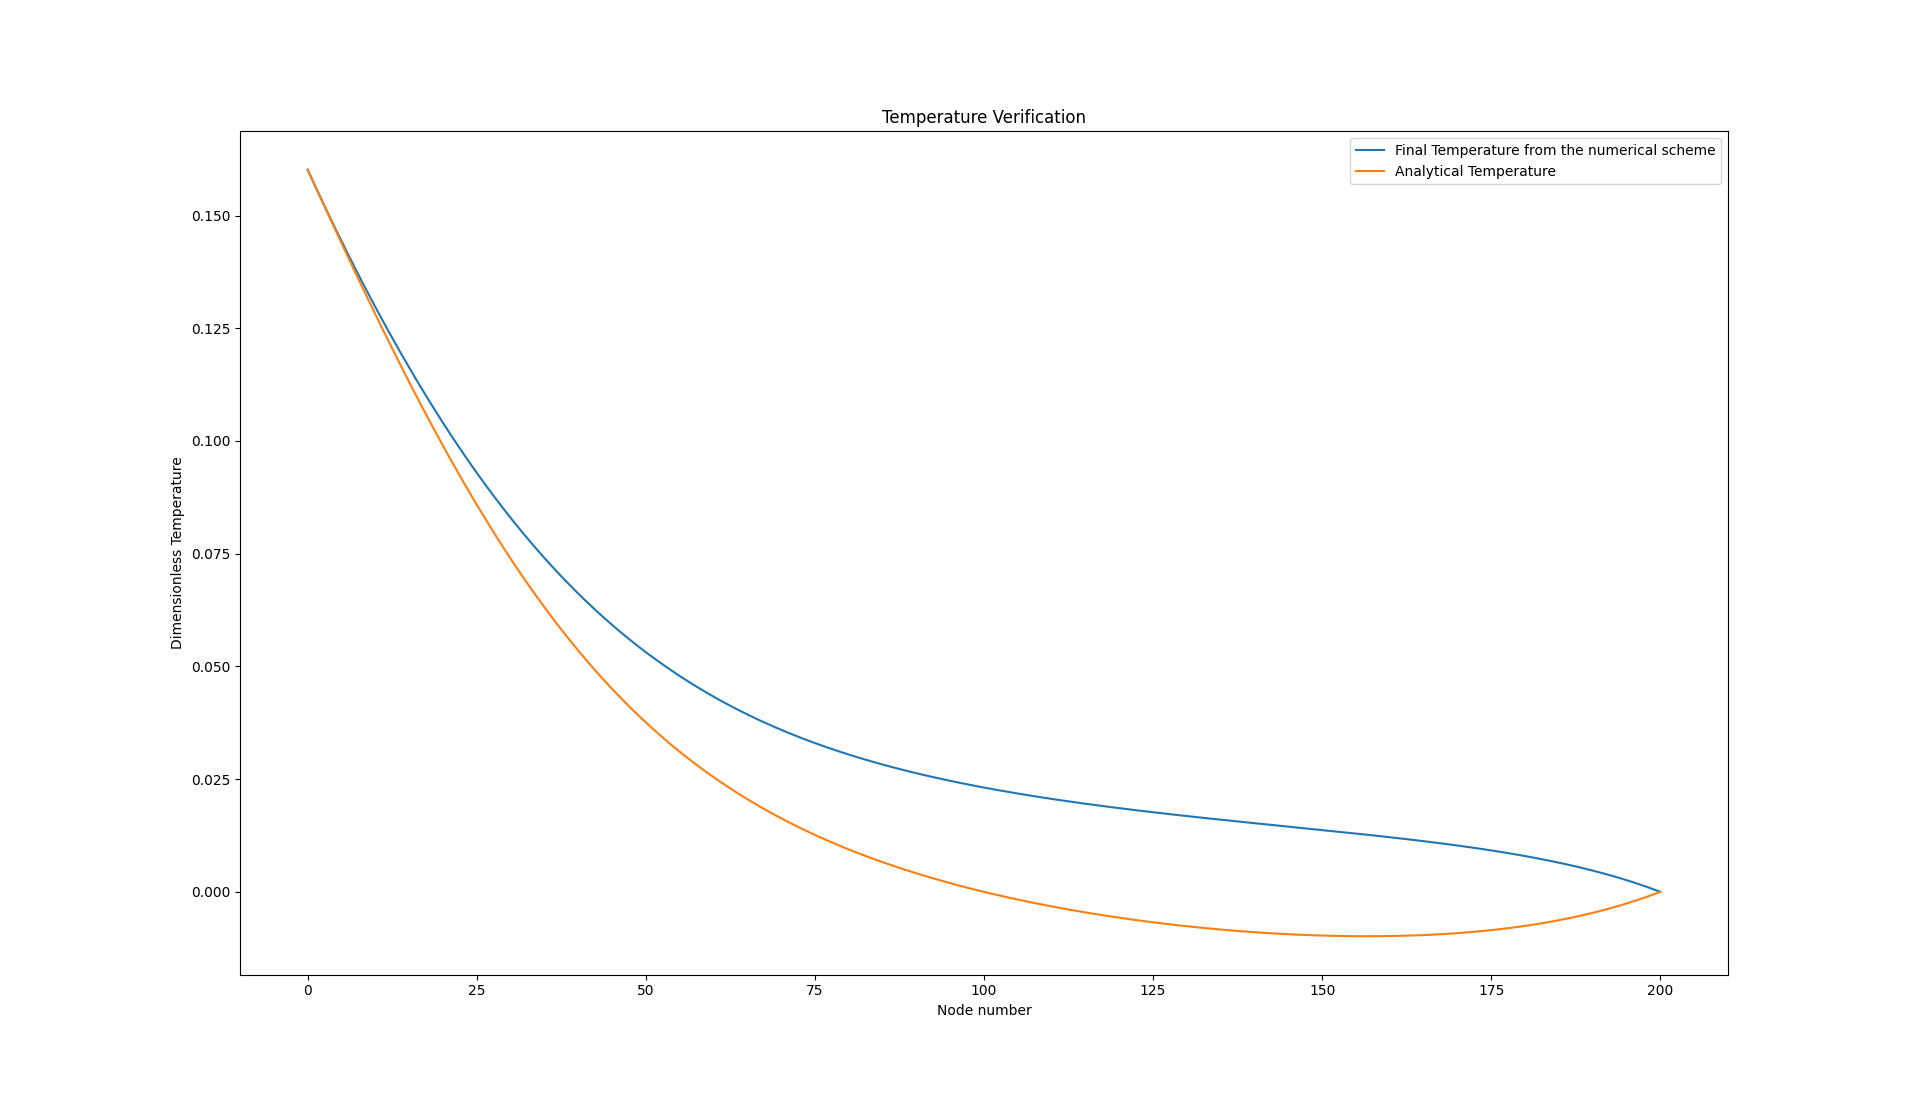 Temperature Verification
Final Temperature from the numerical scheme
Analytical Temperature
0.150
0.125
0.100
0.075
0.050
0.025
0.000
Dimensionless Temperature
0 25 50 75 100 125 150 175 200
Node number